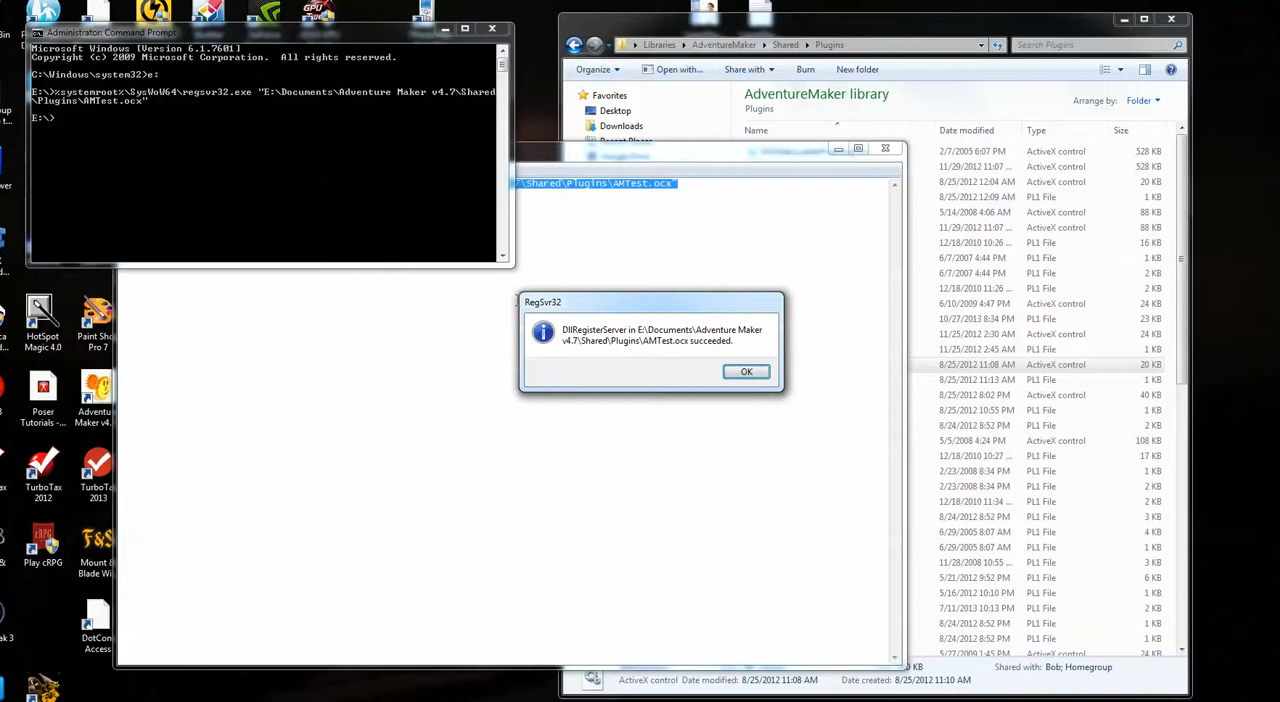 Administrator: Command Prompt
Microsoft Windows [Version 6.1.7601]
Copyright (c) 2009 Microsoft Corporation.  All rights reserved.
C:\Windows\system32>e:
E:\>%systemroot%\SysWoW64\regsvr32.exe "E:\Documents\Adventure Maker v4.7\Shared
\Plugins\AMTest.ocx"
E:\>
Libraries
AdventureMaker
Shared
Plugins
Search Plugins
Organize
Open with...
Share with
Burn
New folder
Favorites
Desktop
Downloads
AdventureMaker library
Plugins
Arrange by: Folder
Name
Date modified
Type
Size
\Shared\Plugins\AMTest.ocx"
2/7/2005 6:07 PM ActiveX control 528 KB
11/29/2012 11:07 ... ActiveX control 528 KB
8/25/2012 12:04 AM ActiveX control 20 KB
8/25/2012 12:09 AM PL1 File 1 KB
5/14/2008 4:06 AM ActiveX control 88 KB
11/29/2012 11:07 ... ActiveX control 88 KB
12/18/2010 10:26 ... PL1 File 16 KB
6/7/2007 4:44 PM PL1 File 1 KB
6/7/2007 4:44 PM PL1 File 2 KB
12/18/2010 11:26 ... PL1 File 1 KB
6/10/2009 4:47 PM ActiveX control 24 KB
10/27/2013 8:34 PM PL1 File 23 KB
11/25/2012 2:30 AM ActiveX control 24 KB
11/25/2012 2:45 AM PL1 File 1 KB
8/25/2012 11:08 AM ActiveX control 20 KB
8/25/2012 11:13 AM PL1 File 1 KB
8/25/2012 8:02 PM ActiveX control 40 KB
8/25/2012 10:55 PM PL1 File 1 KB
8/24/2012 8:52 PM PL1 File 1 KB
5/5/2008 4:24 PM ActiveX control 108 KB
12/18/2010 10:27 ... PL1 File 17 KB
2/23/2008 8:34 PM PL1 File 1 KB
2/23/2008 8:34 PM PL1 File 2 KB
12/18/2010 11:34 ... PL1 File 1 KB
8/24/2012 8:52 PM PL1 File 1 KB
6/29/2005 8:07 AM PL1 File 4 KB
6/29/2005 8:07 AM PL1 File 1 KB
11/28/2008 10:55 ... PL1 File 3 KB
5/21/2012 9:52 PM PL1 File 6 KB
5/16/2012 10:10 PM PL1 File 2 KB
7/11/2013 10:13 PM PL1 File 2 KB
8/24/2012 8:52 PM PL1 File 1 KB
8/24/2012 8:52 PM PL1 File 1 KB
5/27/2009 1:45 PM ActiveX control 24 KB
RegSvr32
DllRegisterServer in E:\Documents\Adventure Maker
v4.7\Shared\Plugins\AMTest.ocx succeeded.
OK
HotSpot
Magic 4.0
Paint Sho
Pro 7
Poser
Tutorials -...
Adventu
Maker v4.
TurboTax
2012
TurboTa
2013
Play cRPG
F&S
Mount &
Blade Wi
DotCon
Access
KB
Shared with: Bob; Homegroup
ActiveX control Date modified: 8/25/2012 11:08 AM
Date created: 8/25/2012 11:10 AM